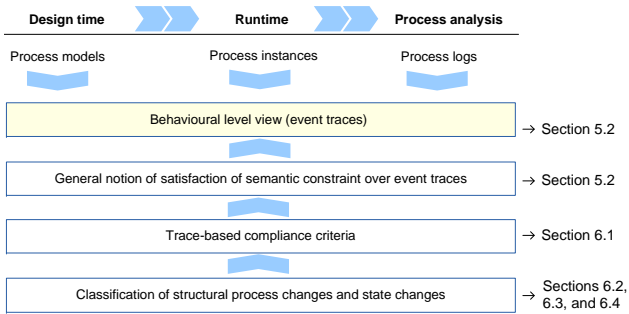 Design time
Runtime
Process analysis
Process models
Process instances
Process logs
Behavioural level view (event traces)
→ Section 5.2
General notion of satisfaction of semantic constraint over event traces
→ Section 5.2
Trace-based compliance criteria
→ Section 6.1
Classification of structural process changes and state changes
→ Sections 6.2,
6.3, and 6.4